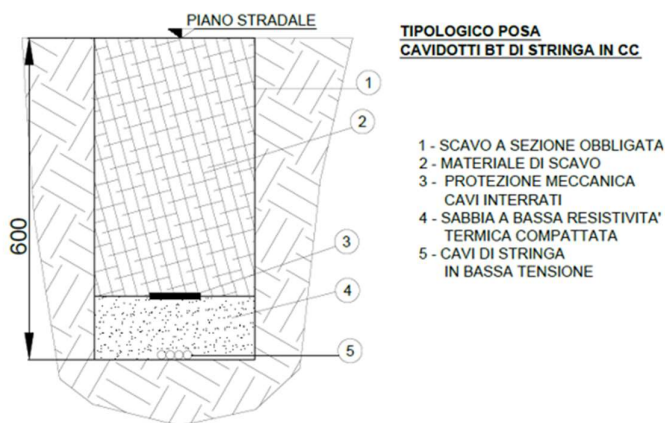 PIANO STRADALE
TIPOLOGICO POSA
CAVIDOTTI BT DI STRINGA IN CC
1
2
3
4
5
600
1 - SCAVO A SEZIONE OBBLIGATA
2 - MATERIALE DI SCAVO
3 - PROTEZIONE MECCANICA
CAVI INTERRATI
4 - SABBIA A BASSA RESISTIVITA'
TERMICA COMPATTATA
5 - CAVI DI STRINGA
IN BASSA TENSIONE